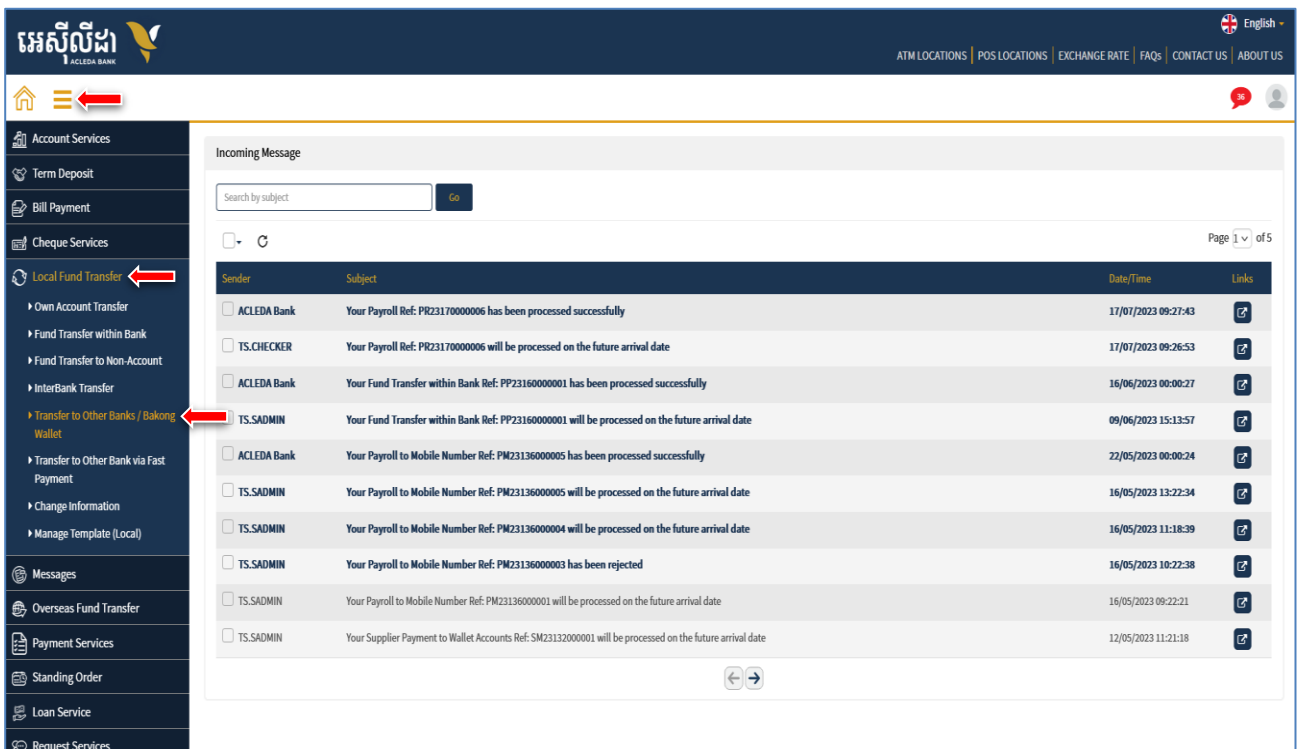 English
អេស៊ីលីដា
ACLEDA BANK
ATM LOCATIONS | POS LOCATIONS | EXCHANGE RATE | FAQs | CONTACT US | ABOUT US
36
Account Services
Term Deposit
Bill Payment
Cheque Services
Local Fund Transfer
Own Account Transfer
Fund Transfer within Bank
Fund Transfer to Non-Account
InterBank Transfer
Transfer to Other Banks / Bakong
Wallet
Transfer to Other Bank via Fast
Payment
Change Information
Manage Template (Local)
Messages
Overseas Fund Transfer
Payment Services
Standing Order
Loan Service
Request Services
Incoming Message
Search by subject Go
Page 1 of 5
Sender Subject Date/Time Links
ACLEDA Bank Your Payroll Ref: PR23170000006 has been processed successfully 17/07/2023 09:27:43
TS.CHECKER Your Payroll Ref: PR23170000006 will be processed on the future arrival date 17/07/2023 09:26:53
ACLEDA Bank Your Fund Transfer within Bank Ref: PP23160000001 has been processed successfully 16/06/2023 00:00:27
TS.SADMIN Your Fund Transfer within Bank Ref: PP23160000001 will be processed on the future arrival date 09/06/2023 15:13:57
ACLEDA Bank Your Payroll to Mobile Number Ref: PM23136000005 has been processed successfully 22/05/2023 00:00:24
TS.SADMIN Your Payroll to Mobile Number Ref: PM23136000005 will be processed on the future arrival date 16/05/2023 13:22:34
TS.SADMIN Your Payroll to Mobile Number Ref: PM23136000004 will be processed on the future arrival date 16/05/2023 11:18:39
TS.SADMIN Your Payroll to Mobile Number Ref: PM23136000003 has been rejected 16/05/2023 10:22:38
TS.SADMIN Your Payroll to Mobile Number Ref: PM23136000001 will be processed on the future arrival date 16/05/2023 09:22:21
TS.SADMIN Your Supplier Payment to Wallet Accounts Ref: SM23132000001 will be processed on the future arrival date 12/05/2023 11:21:18